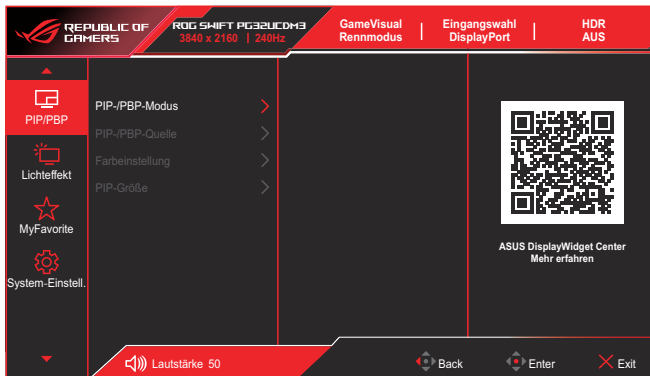 REPUBLIC OF
GAMERS
ROG SWIFT PG32UCDM3
3840 x 2160 | 240Hz
GameVisual
Rennmodus
Eingangswahl
DisplayPort
HDR
AUS
PIP/PBP
Lichteffekt
MyFavorite
System-Einstell.
PIP-/PBP-Modus
PIP-/PBP-Quelle
Farbeinstellung
PIP-Größe
ASUS DisplayWidget Center
Mehr erfahren
Lautstärke 50
Back
Enter
Exit